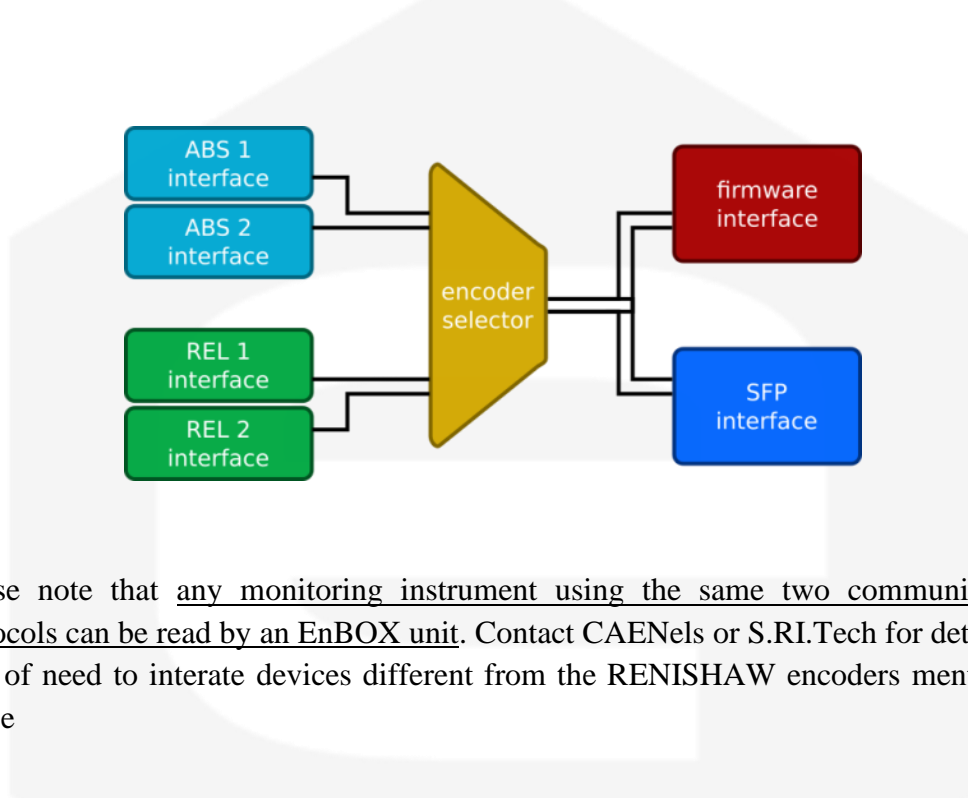 ABS 1
interface
ABS 2
interface
REL 1
interface
REL 2
interface
encoder
selector
firmware
interface
SFP
interface
note that any monitoring instrument using the same two
can be read by an EnBOX unit. Contact CAENels or S.RI.Tech for
of need to interate devices different from the RENISHAW encoders